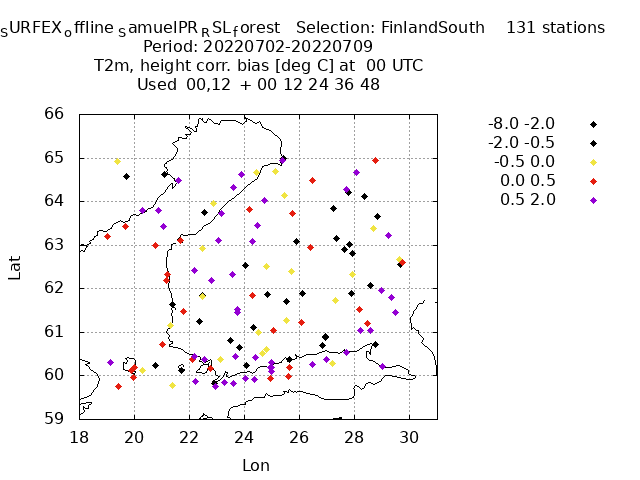 SURFEXoffline SamuelPRRSLforest Selection: FinlandSouth 131 stations
Period: 20220702-20220709
T2m, height corr. bias [deg C] at 00 UTC
Used 00,12 + 00 12 24 36 48
-8.0 -2.0
-2.0 -0.5
-0.5 0.0
0.0 0.5
0.5 2.0
66
65
64
63
62
61
60
59
Lat
18 20 22 24 26 28 30
Lon